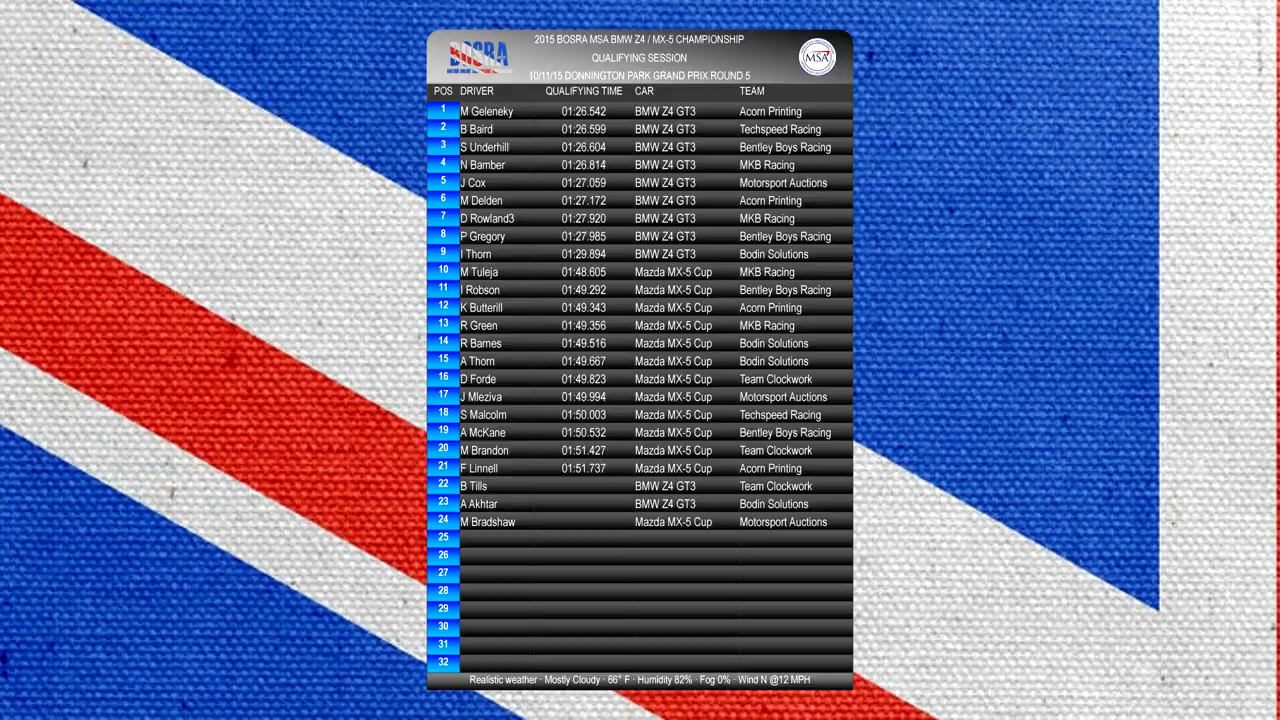 BOSRA
2015 BOSRA MSA BMW Z4 / MX-5 CHAMPIONSHIP
QUALIFYING SESSION
10/11/15 DONNINGTON PARK GRAND PRIX ROUND 5
MSA
POS DRIVER QUALIFYING TIME CAR TEAM
1 M Geleneky 01:26.542 BMW Z4 GT3 Acorn Printing
2 B Baird 01:26.599 BMW Z4 GT3 Techspeed Racing
3 S Underhill 01:26.604 BMW Z4 GT3 Bentley Boys Racing
4 N Bamber 01:26.814 BMW Z4 GT3 MKB Racing
5 J Cox 01:27.059 BMW Z4 GT3 Motorsport Auctions
6 M Delden 01:27.172 BMW Z4 GT3 Acorn Printing
7 D Rowland3 01:27.920 BMW Z4 GT3 MKB Racing
8 P Gregory 01:27.985 BMW Z4 GT3 Bentley Boys Racing
9 I Thorn 01:29.894 BMW Z4 GT3 Bodin Solutions
10 M Tuleja 01:48.605 Mazda MX-5 Cup MKB Racing
11 I Robson 01:49.292 Mazda MX-5 Cup Bentley Boys Racing
12 K Butterill 01:49.343 Mazda MX-5 Cup Acorn Printing
13 R Green 01:49.356 Mazda MX-5 Cup MKB Racing
14 R Barnes 01:49.516 Mazda MX-5 Cup Bodin Solutions
15 A Thorn 01:49.667 Mazda MX-5 Cup Bodin Solutions
16 D Forde 01:49.823 Mazda MX-5 Cup Team Clockwork
17 J Mleziva 01:49.994 Mazda MX-5 Cup Motorsport Auctions
18 S Malcolm 01:50.003 Mazda MX-5 Cup Techspeed Racing
19 A McKane 01:50.532 Mazda MX-5 Cup Bentley Boys Racing
20 M Brandon 01:51.427 Mazda MX-5 Cup Team Clockwork
21 F Linnell 01:51.737 Mazda MX-5 Cup Acorn Printing
22 B Tills BMW Z4 GT3 Team Clockwork
23 A Akhtar BMW Z4 GT3 Bodin Solutions
24 M Bradshaw Mazda MX-5 Cup Motorsport Auctions
25
26
27
28
29
30
31
32
Realistic weather · Mostly Cloudy · 66° F · Humidity 82% · Fog 0% · Wind N @12 MPH